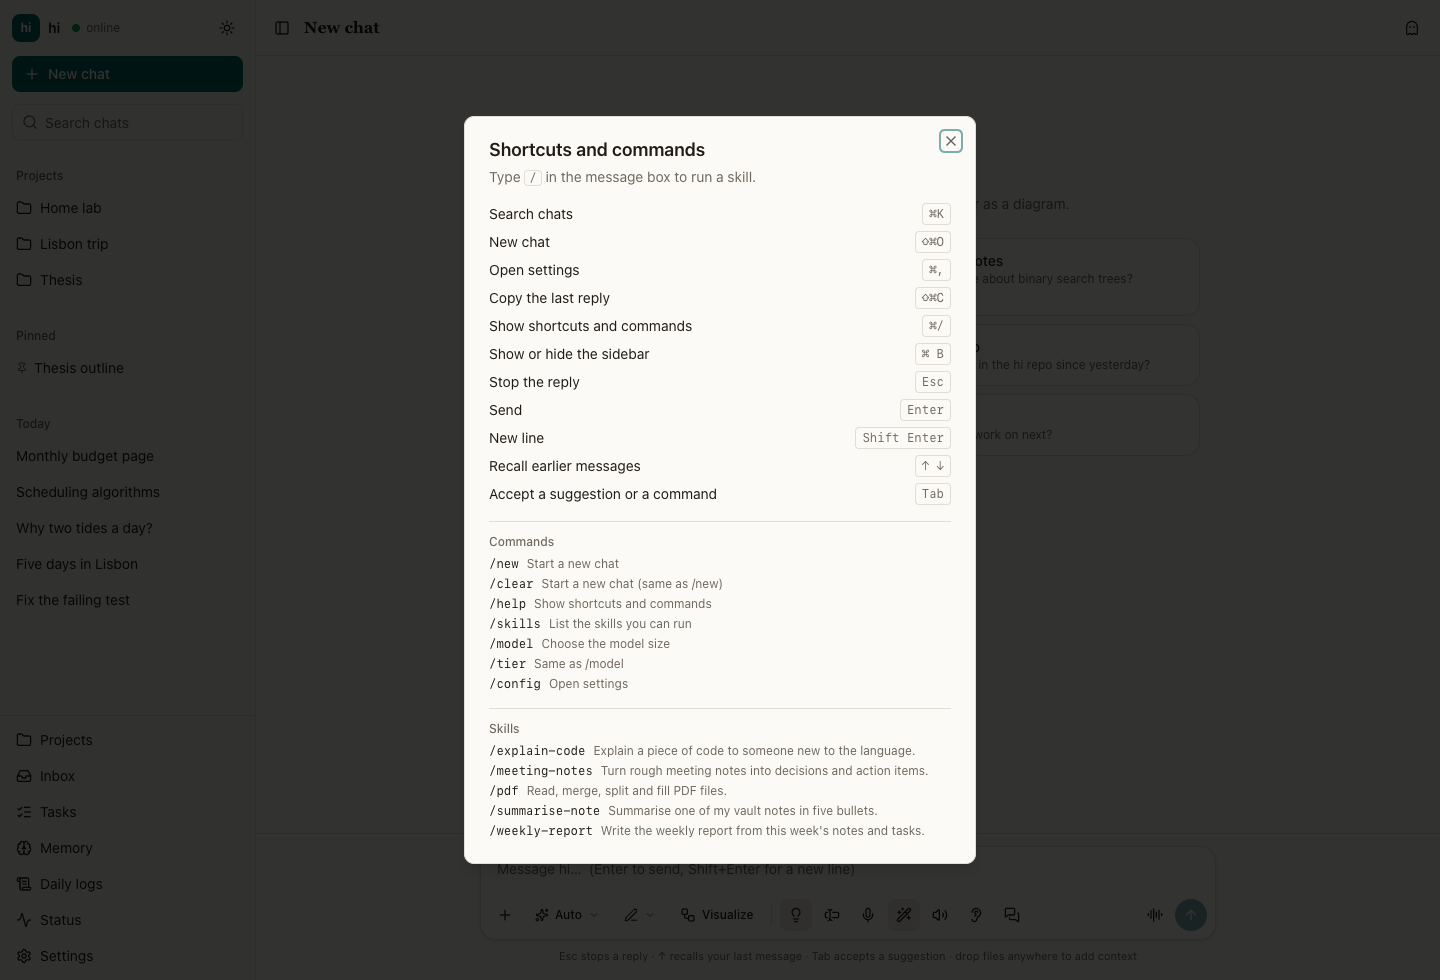 hi hi online
New chat
Search chats
Projects
Home lab
Lisbon trip
Thesis
Pinned
Thesis outline
Today
Monthly budget page
Scheduling algorithms
Why two tides a day?
Five days in Lisbon
Fix the failing test
Projects
Inbox
Tasks
Memory
Daily logs
Status
Settings
New chat
as a diagram.
about binary search trees?
in the hi repo since yesterday?
work on next?
Shortcuts and commands
Type / in the message box to run a skill.
Search chats ⌘K
New chat ⇧⌘O
Open settings ⌘,
Copy the last reply ⇧⌘C
Show shortcuts and commands ⌘/
Show or hide the sidebar ⌘ B
Stop the reply Esc
Send Enter
New line Shift Enter
Recall earlier messages ↑ ↓
Accept a suggestion or a command Tab
Commands
/new Start a new chat
/clear Start a new chat (same as /new)
/help Show shortcuts and commands
/skills List the skills you can run
/model Choose the model size
/tier Same as /model
/config Open settings
Skills
/explain-code Explain a piece of code to someone new to the language.
/meeting-notes Turn rough meeting notes into decisions and action items.
/pdf Read, merge, split and fill PDF files.
/summarise-note Summarise one of my vault notes in five bullets.
/weekly-report Write the weekly report from this week's notes and tasks.
Message hi... (Enter to send, Shift+Enter for a new line)
Auto Visualize
Esc stops a reply · ↑ recalls your last message · Tab accepts a suggestion · drop files anywhere to add context